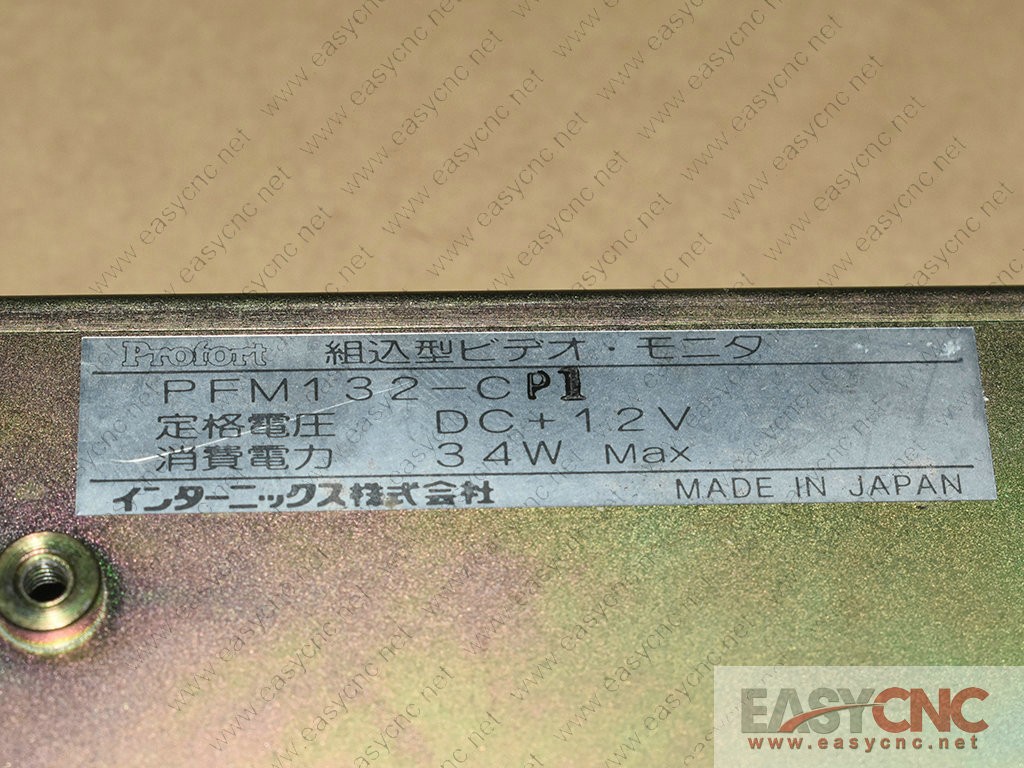 Profort 組込型ビデオ・モニタ
PFM132-CP1
定格電圧 DC+12V
消費電力 34W Max
インターニックス株式会社 MADE IN JAPAN
EASYCNC
www.easycnc.net